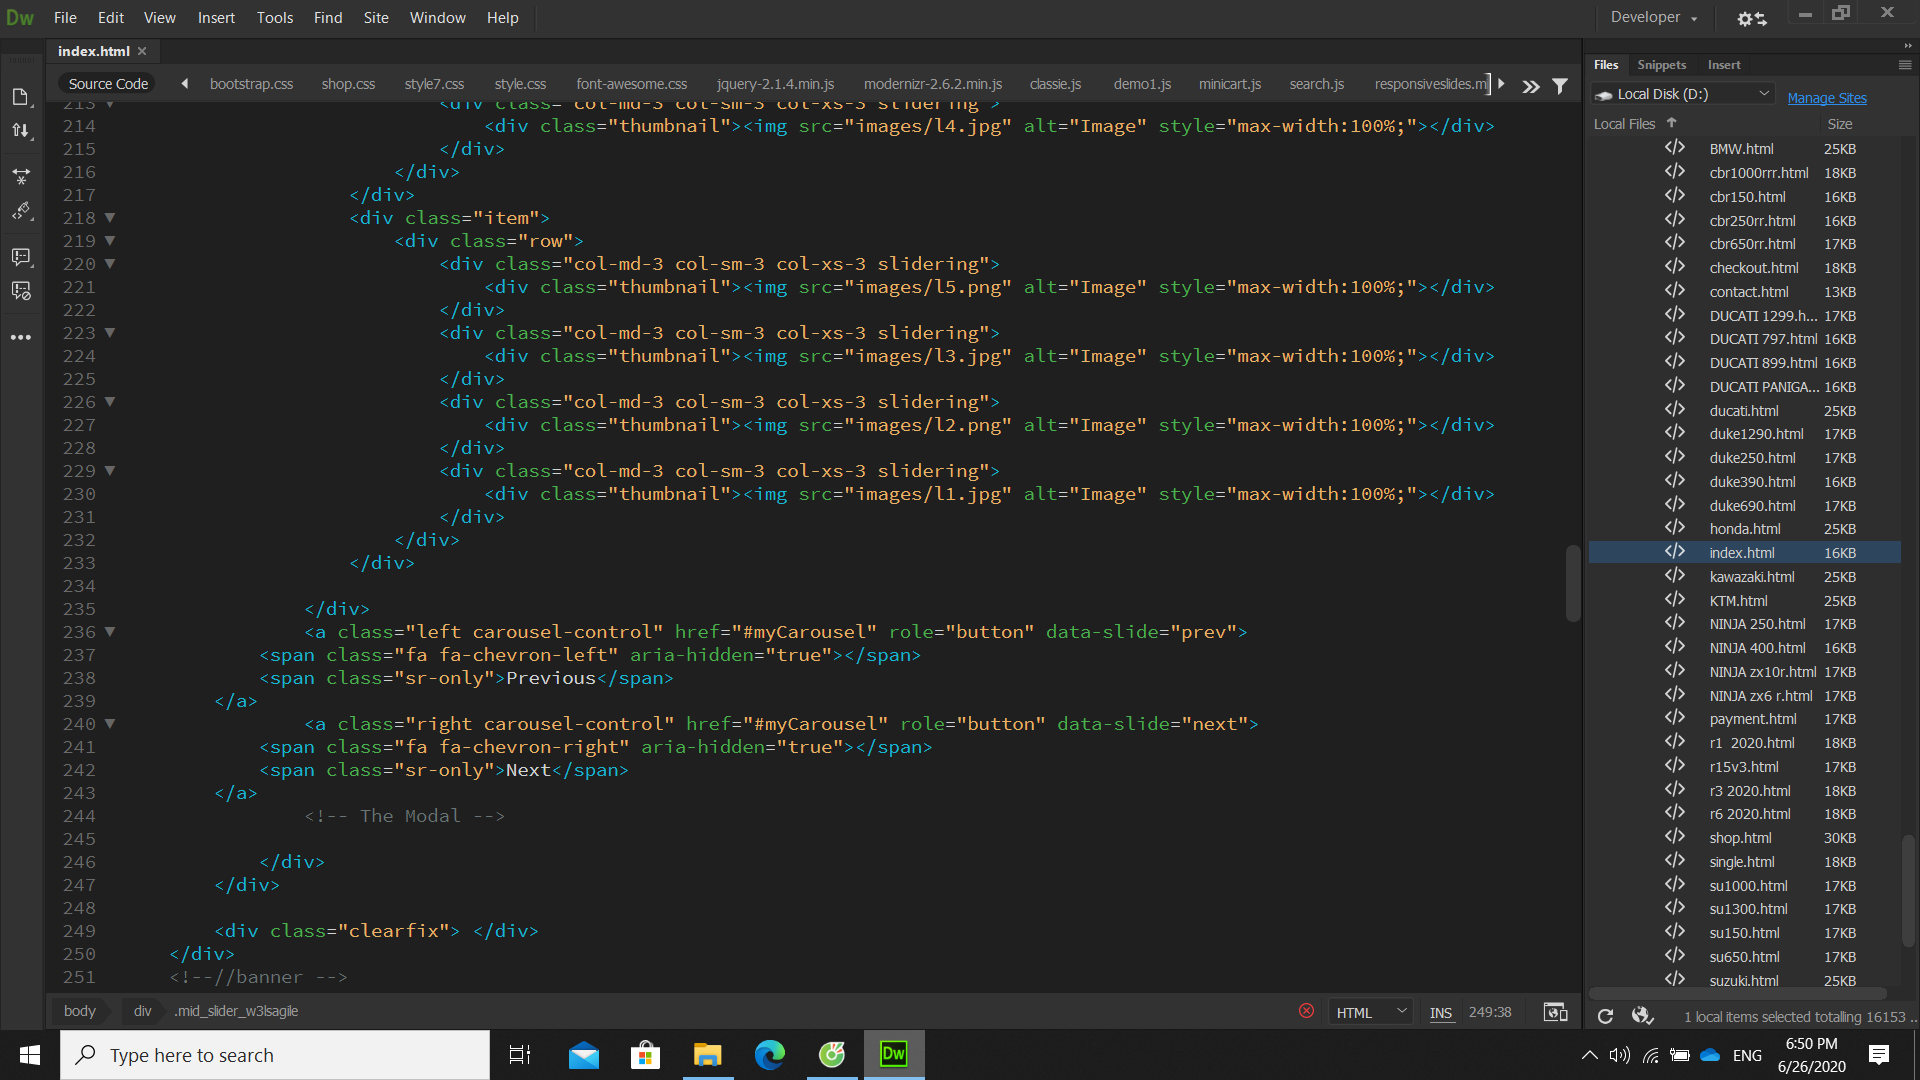 Dw File Edit View Insert Tools Find Site Window Help Developer
index.html
Source Code bootstrap.css shop.css style7.css style.css font-awesome.css jquery-2.1.4.min.js modernizr-2.6.2.min.js classie.js demo1.js minicart.js search.js responsiveslides.m
213 <div class="col-md-3 col-sm-3 col-xs-3 slidering">
214 <div class="thumbnail"><img src="images/l4.jpg" alt="Image" style="max-width:100%;"></div>
215 </div>
216 </div>
217 </div>
218 <div class="item">
219 <div class="row">
220 <div class="col-md-3 col-sm-3 col-xs-3 slidering">
221 <div class="thumbnail"><img src="images/l5.png" alt="Image" style="max-width:100%;"></div>
222 </div>
223 <div class="col-md-3 col-sm-3 col-xs-3 slidering">
224 <div class="thumbnail"><img src="images/l3.jpg" alt="Image" style="max-width:100%;"></div>
225 </div>
226 <div class="col-md-3 col-sm-3 col-xs-3 slidering">
227 <div class="thumbnail"><img src="images/l2.png" alt="Image" style="max-width:100%;"></div>
228 </div>
229 <div class="col-md-3 col-sm-3 col-xs-3 slidering">
230 <div class="thumbnail"><img src="images/l1.jpg" alt="Image" style="max-width:100%;"></div>
231 </div>
232 </div>
233 </div>
234
235 </div>
236 <a class="left carousel-control" href="#myCarousel" role="button" data-slide="prev">
237 <span class="fa fa-chevron-left" aria-hidden="true"></span>
238 <span class="sr-only">Previous</span>
239 </a>
240 <a class="right carousel-control" href="#myCarousel" role="button" data-slide="next">
241 <span class="fa fa-chevron-right" aria-hidden="true"></span>
242 <span class="sr-only">Next</span>
243 </a>
244 <!-- The Modal -->
245
246 </div>
247 </div>
248
249 <div class="clearfix"> </div>
250 </div>
251 <!--//banner -->
body div .mid_slider_w3lsagile HTML INS 249:38
Files Snippets Insert
Local Disk (D:) Manage Sites
Local Files Size
BMW.html 25KB
cbr1000rrr.html 18KB
cbr150.html 16KB
cbr250rr.html 16KB
cbr650rr.html 17KB
checkout.html 18KB
contact.html 13KB
DUCATI 1299.h... 17KB
DUCATI 797.html 16KB
DUCATI 899.html 16KB
DUCATI PANIGA... 16KB
ducati.html 25KB
duke1290.html 17KB
duke250.html 17KB
duke390.html 16KB
duke690.html 17KB
honda.html 25KB
index.html 16KB
kawazaki.html 25KB
KTM.html 25KB
NINJA 250.html 17KB
NINJA 400.html 16KB
NINJA zx10r.html 17KB
NINJA zx6 r.html 17KB
payment.html 17KB
r1 2020.html 18KB
r15v3.html 17KB
r3 2020.html 18KB
r6 2020.html 18KB
shop.html 30KB
single.html 18KB
su1000.html 17KB
su1300.html 17KB
su150.html 17KB
su650.html 17KB
suzuki.html 25KB
1 local items selected totalling 16153 ..
Type here to search
Dw
ENG
6:50 PM
6/26/2020